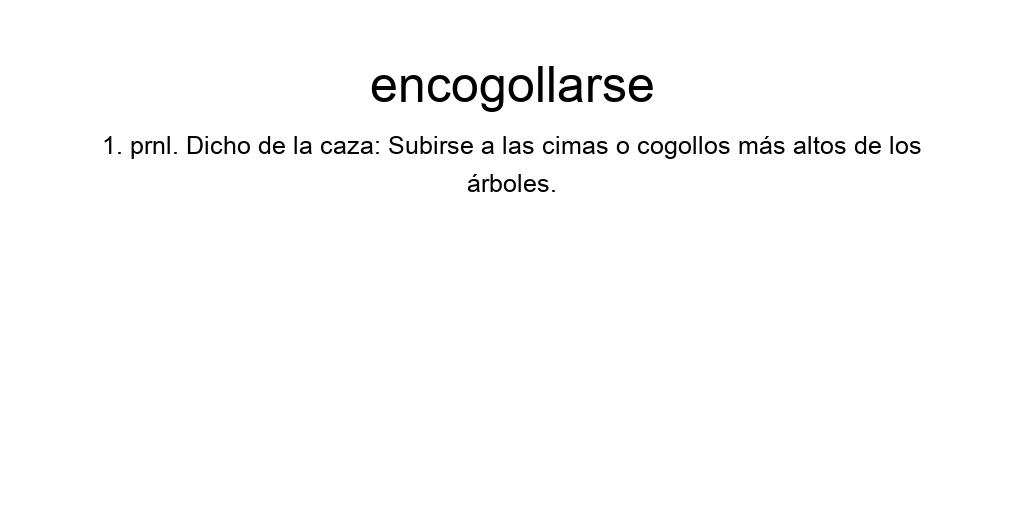 encogollarse
1. prnl. Dicho de la caza: Subirse a las cimas o cogollos más altos de los
árboles.